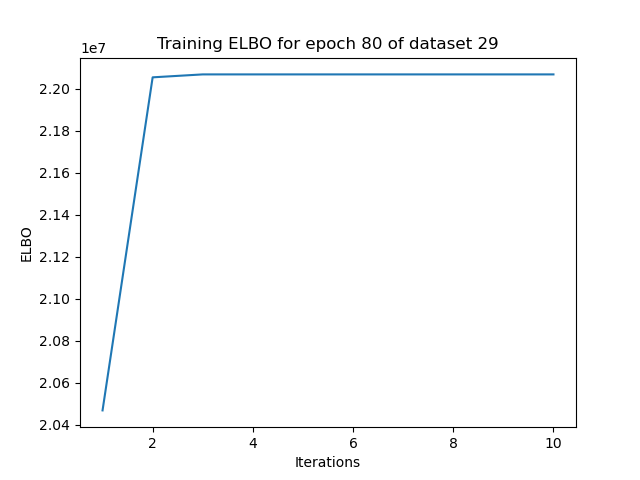 Training ELBO for epoch 80 of dataset 29
1e7
2.20
2.18
2.16
2.14
2.12
2.10
2.08
2.06
2.04
ELBO
2 4 6 8 10
Iterations